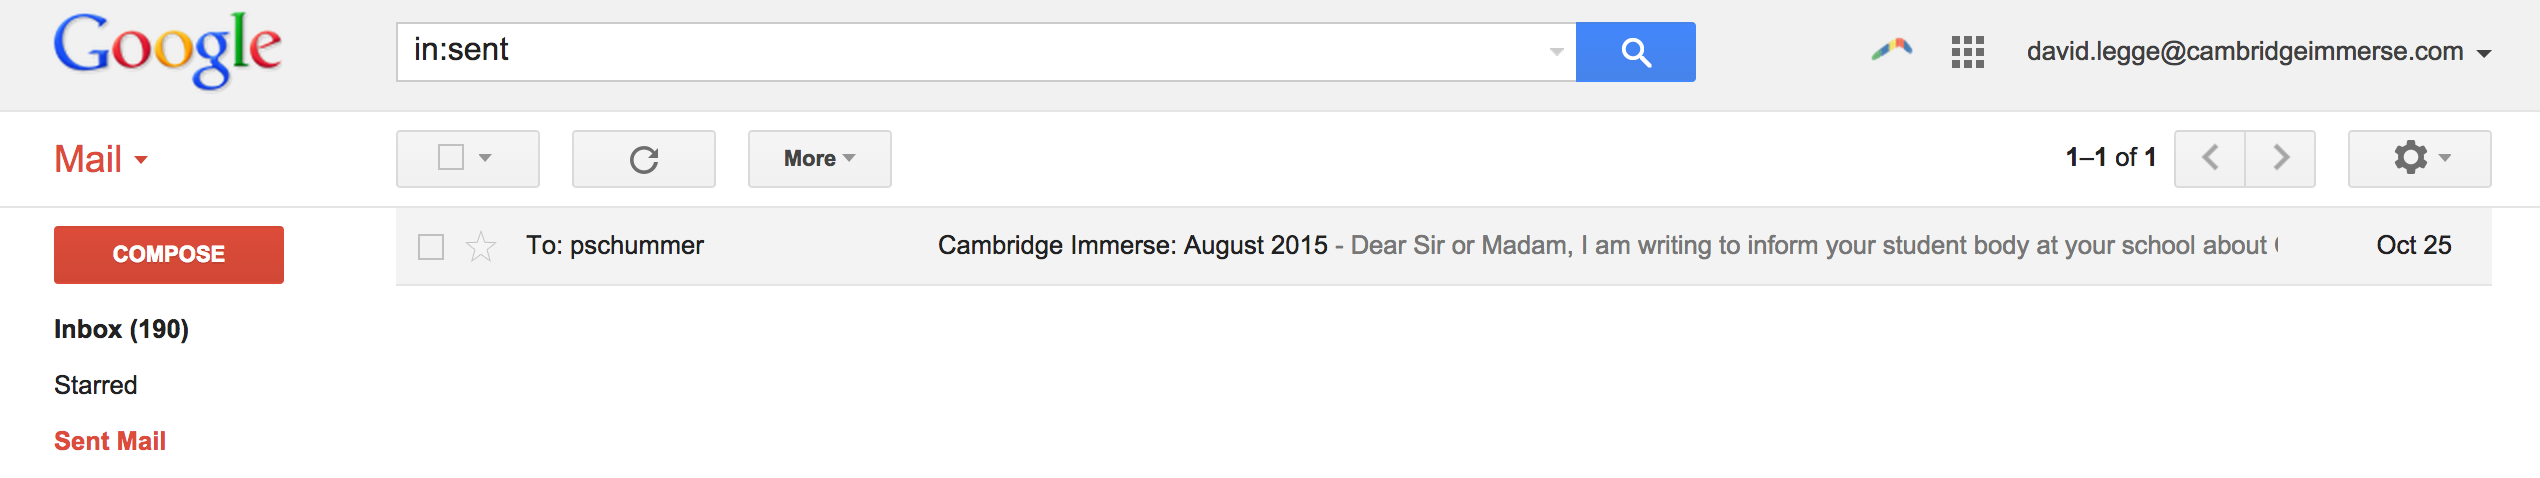 Google
in:sent
david.legge@cambridgeimmerse.com
Mail
More
1–1 of 1
COMPOSE
To: pschummer Cambridge Immerse: August 2015 - Dear Sir or Madam, I am writing to inform your student body at your school about Oct 25
Inbox (190)
Starred
Sent Mail